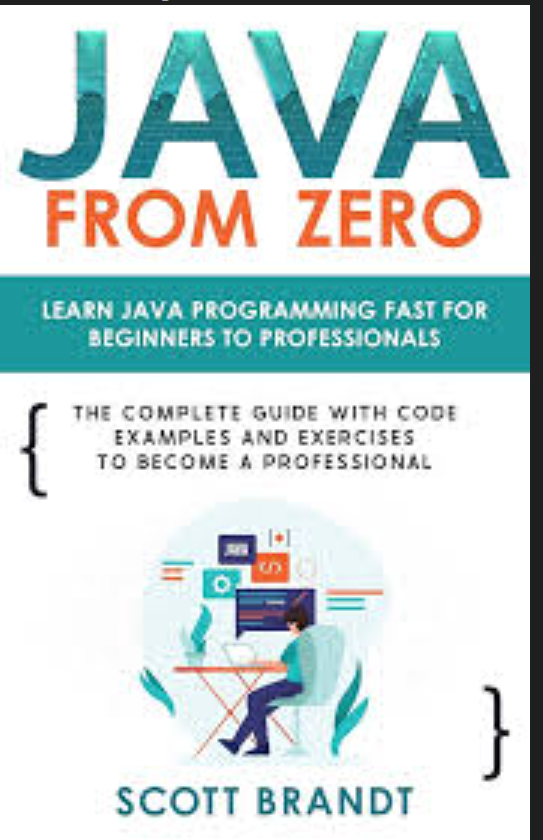 JAVA
FROM ZERO
LEARN JAVA PROGRAMMING FAST FOR
BEGINNERS TO PROFESSIONALS
{
THE COMPLETE GUIDE WITH CODE
EXAMPLES AND EXERCISES
TO BECOME A PROFESSIONAL
JAVA
</>
}
SCOTT BRANDT